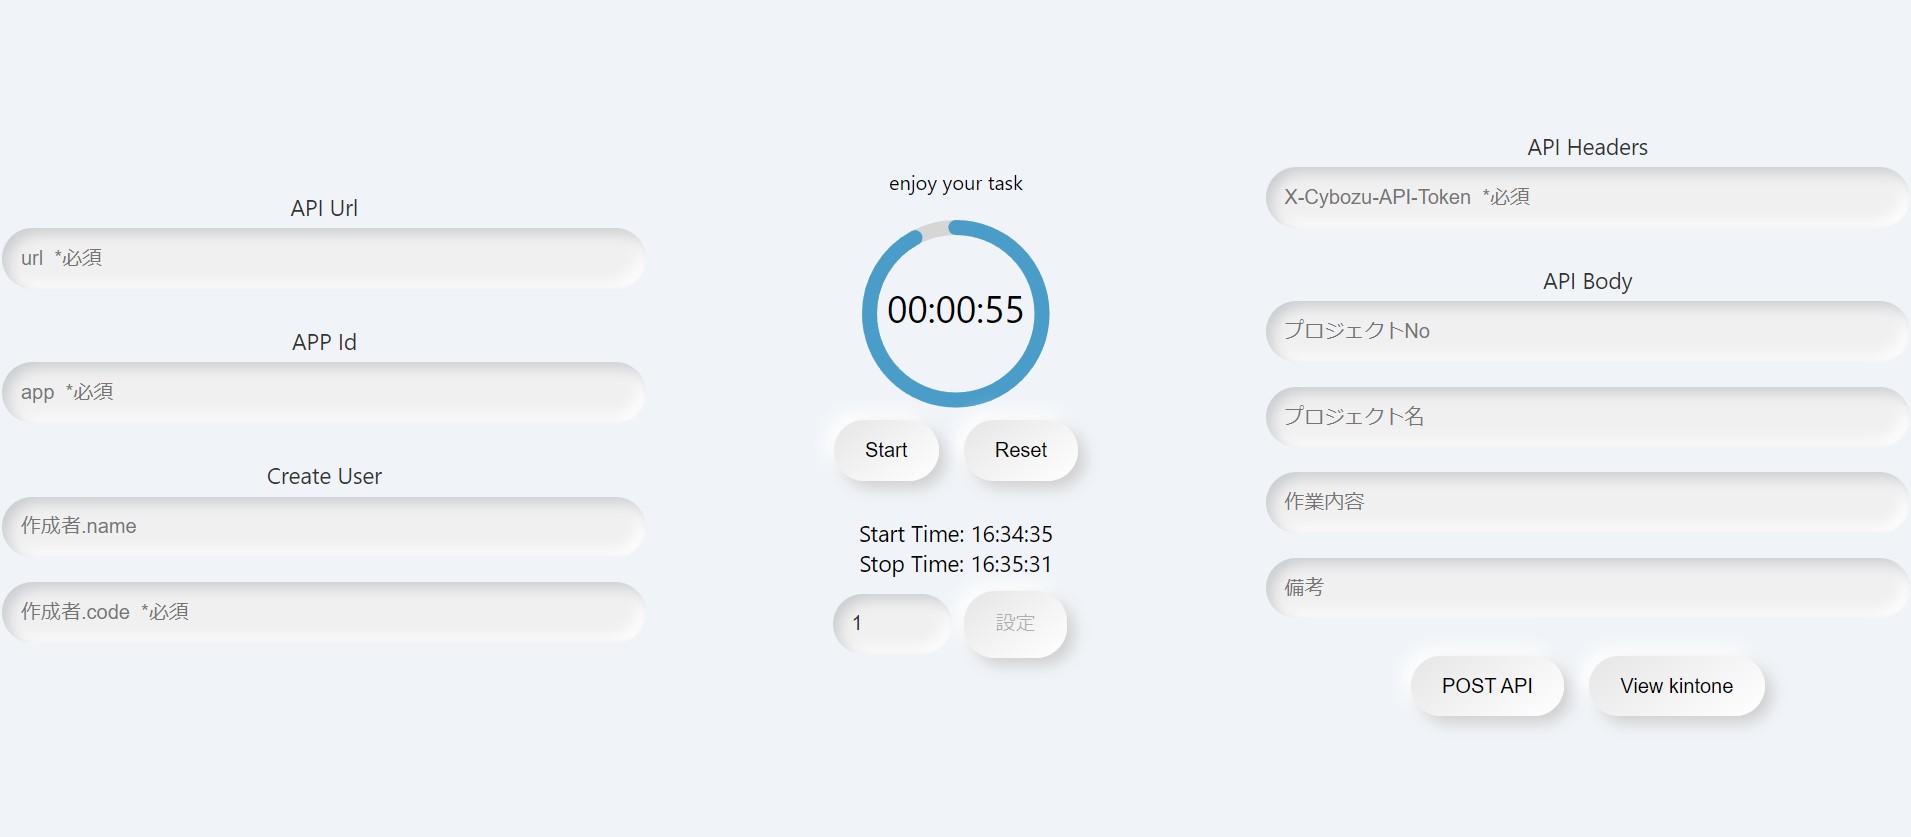 API Url
url *必須
APP Id
app *必須
Create User
作成者.name
作成者.code *必須
enjoy your task
00:00:55
Start
Reset
Start Time: 16:34:35
Stop Time: 16:35:31
1
設定
API Headers
X-Cybozu-API-Token *必須
API Body
プロジェクトNo
プロジェクト名
作業内容
備考
POST API
View kintone